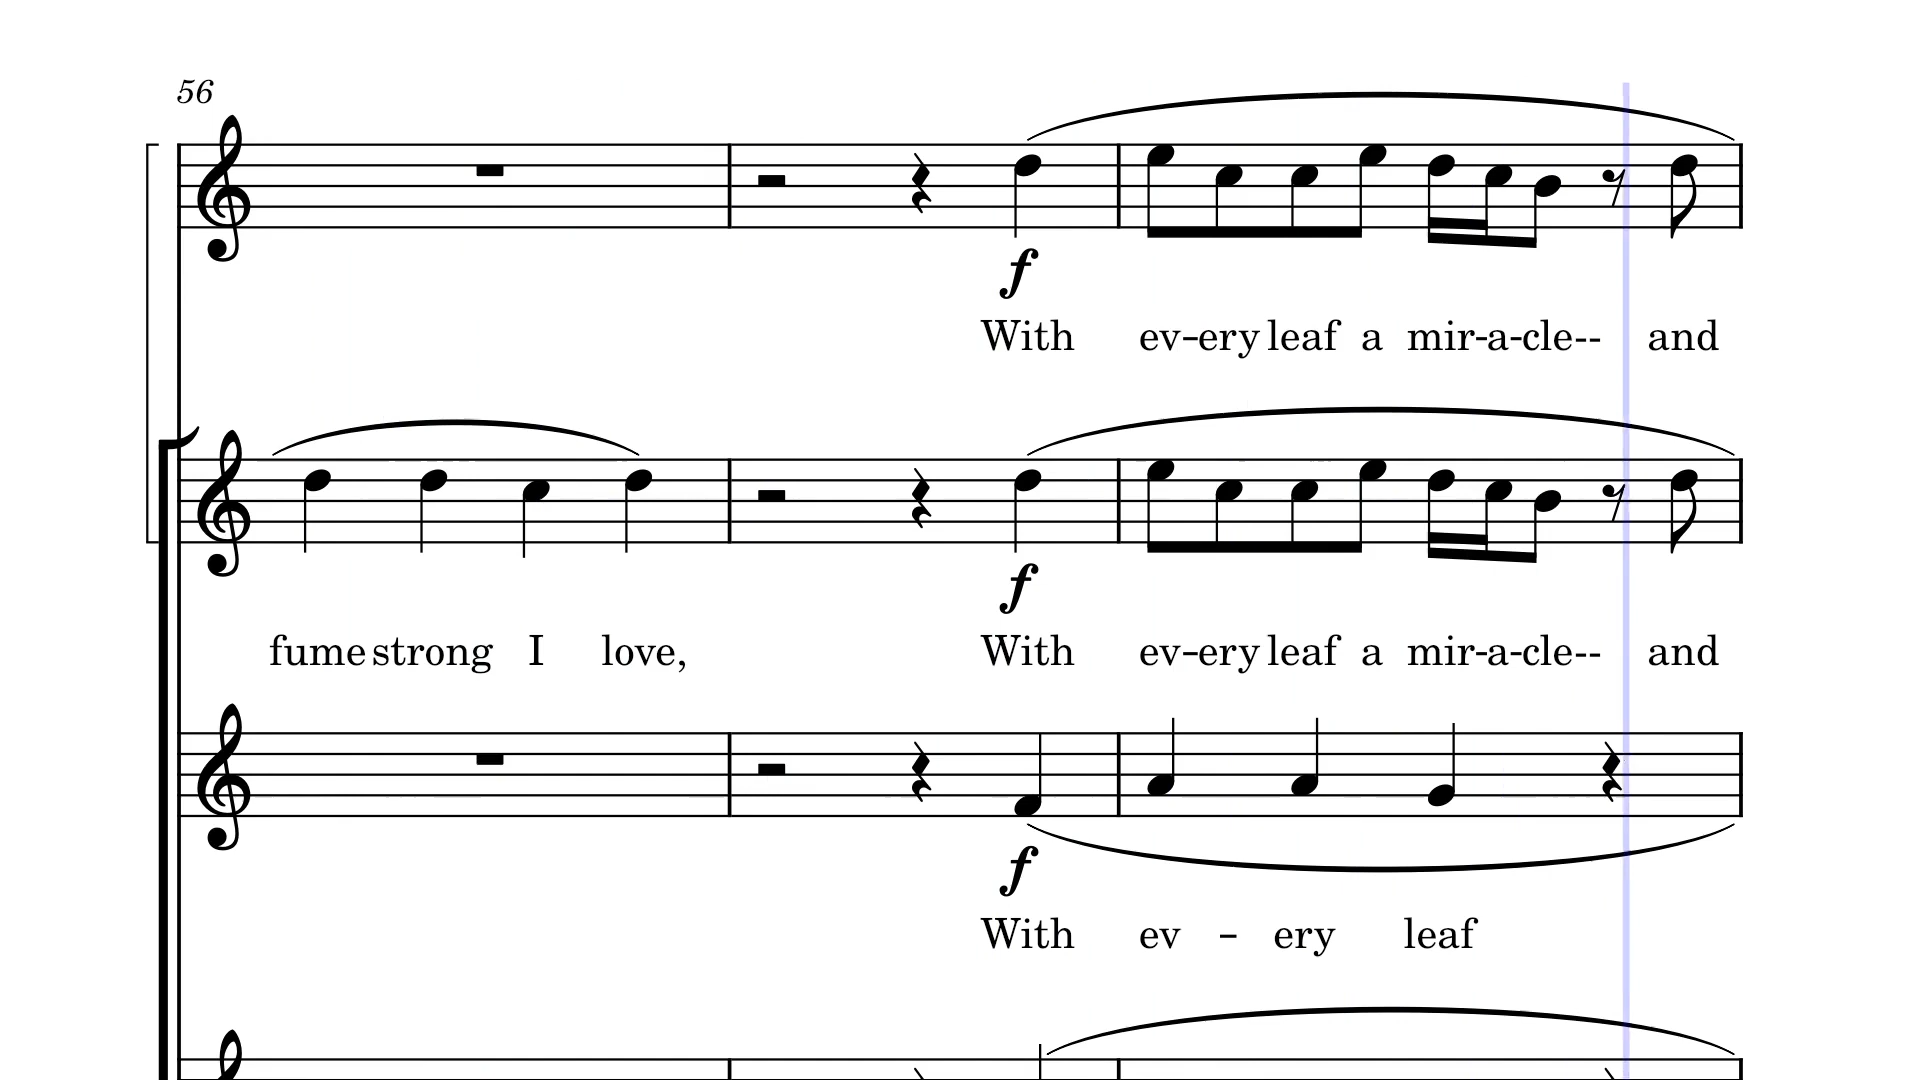 56
f
With ev-ery leaf a mir-a-cle-- and
f
fume strong I love, With ev-ery leaf a mir-a-cle-- and
f
With ev - ery leaf